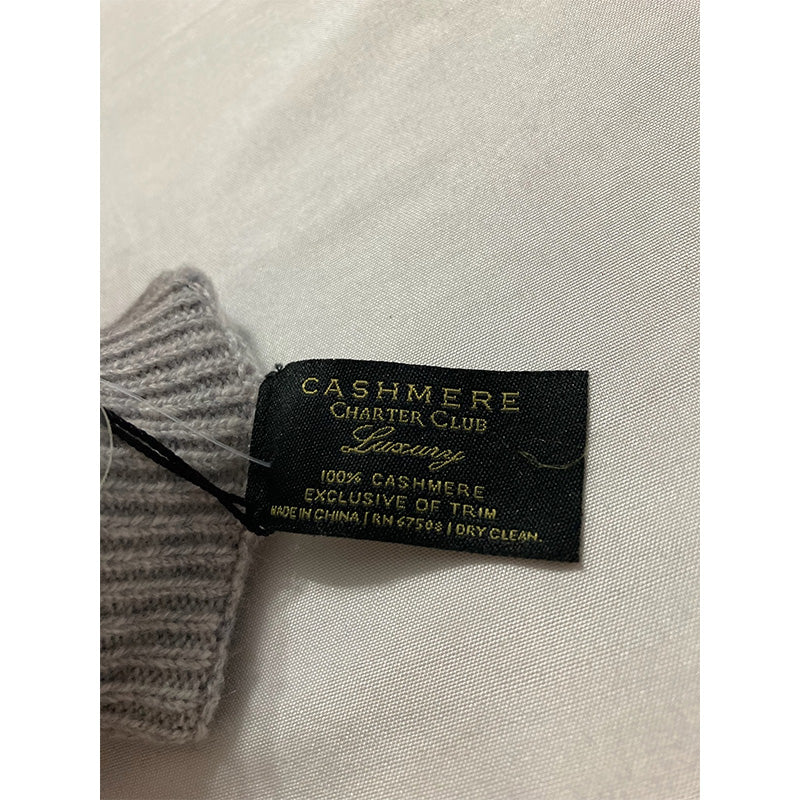 CASHMERE
CHARTER CLUB
Luxury
100% CASHMERE
EXCLUSIVE OF TRIM
MADE IN CHINA | RN 67508 | DRY CLEAN.